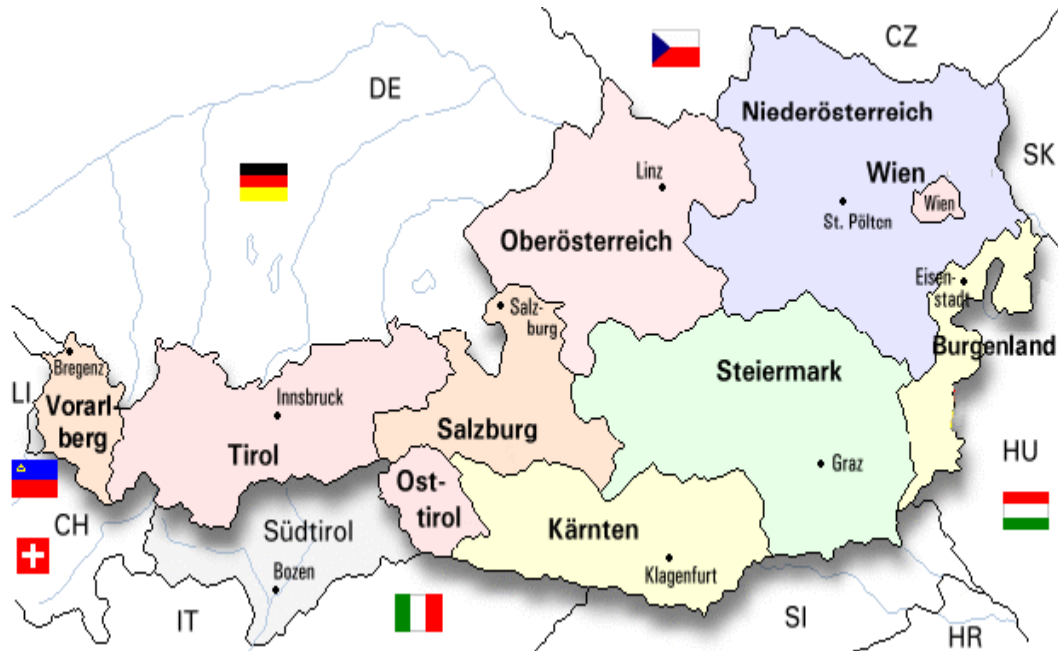 CZ
DE
Niederösterreich
SK
Linz
Wien
Wien
St. Pölten
Oberösterreich
Eisen-
stadt
Salz-
burg
Burgenland
Bregenz
Steiermark
LI
Vorarl-
berg
Innsbruck
Salzburg
Tirol
Graz
HU
Ost-
tirol
CH
Südtirol
Kärnten
Bozen
Klagenfurt
IT
SI
HR